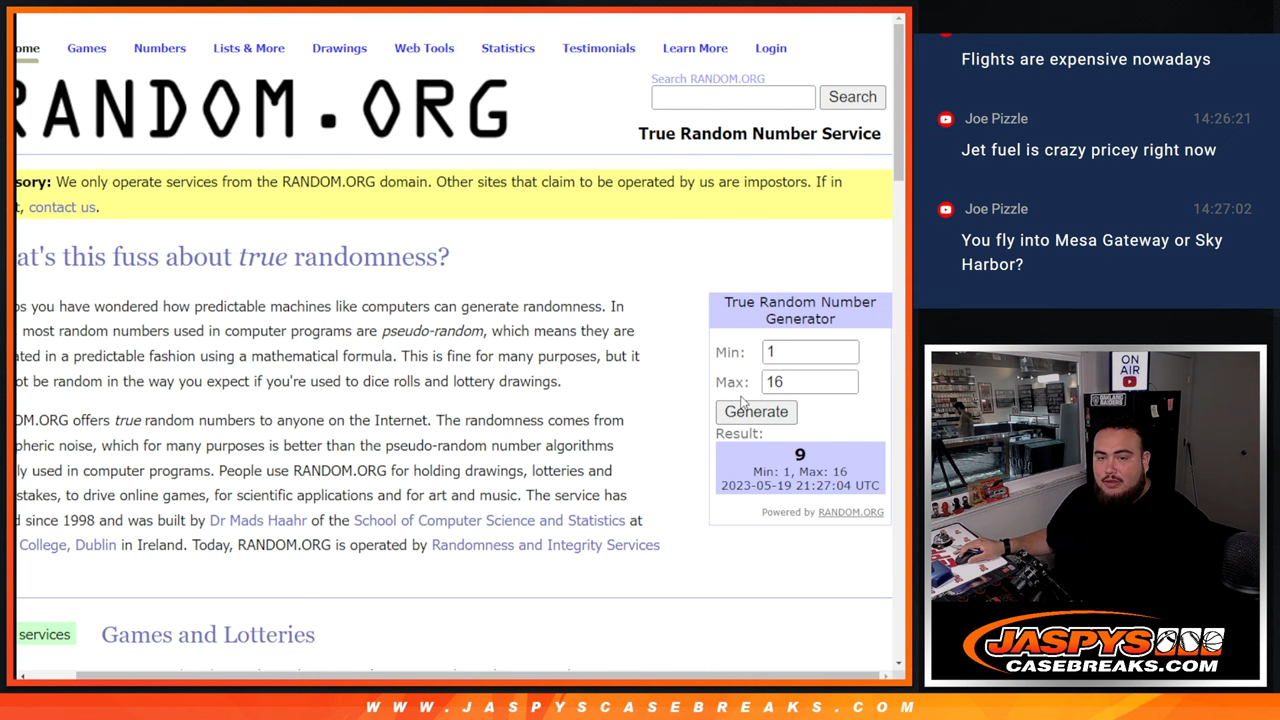 ome Games Numbers Lists & More Drawings Web Tools Statistics Testimonials Learn More Login
RANDOM.ORG
Search RANDOM.ORG
Search
True Random Number Service
sory: We only operate services from the RANDOM.ORG domain. Other sites that claim to be operated by us are impostors. If in
t, contact us.
at's this fuss about true randomness?
ps you have wondered how predictable machines like computers can generate randomness. In
most random numbers used in computer programs are pseudo-random, which means they are
ated in a predictable fashion using a mathematical formula. This is fine for many purposes, but it
ot be random in the way you expect if you're used to dice rolls and lottery drawings.
OM.ORG offers true random numbers to anyone on the Internet. The randomness comes from
pheric noise, which for many purposes is better than the pseudo-random number algorithms
ly used in computer programs. People use RANDOM.ORG for holding drawings, lotteries and
stakes, to drive online games, for scientific applications and for art and music. The service has
d since 1998 and was built by Dr Mads Haahr of the School of Computer Science and Statistics at
College, Dublin in Ireland. Today, RANDOM.ORG is operated by Randomness and Integrity Services
True Random Number
Generator
Min: 1
Max: 16
Generate
Result:
9
Min: 1, Max: 16
2023-05-19 21:27:04 UTC
Powered by RANDOM.ORG
services
Games and Lotteries
Flights are expensive nowadays
Joe Pizzle 14:26:21
Jet fuel is crazy pricey right now
Joe Pizzle 14:27:02
You fly into Mesa Gateway or Sky
Harbor?
ON
AIR
OAKLAND
RAIDERS
JASPYS
CASEBREAKS.COM
WWW.JASPYSCASEBREAKS.COM